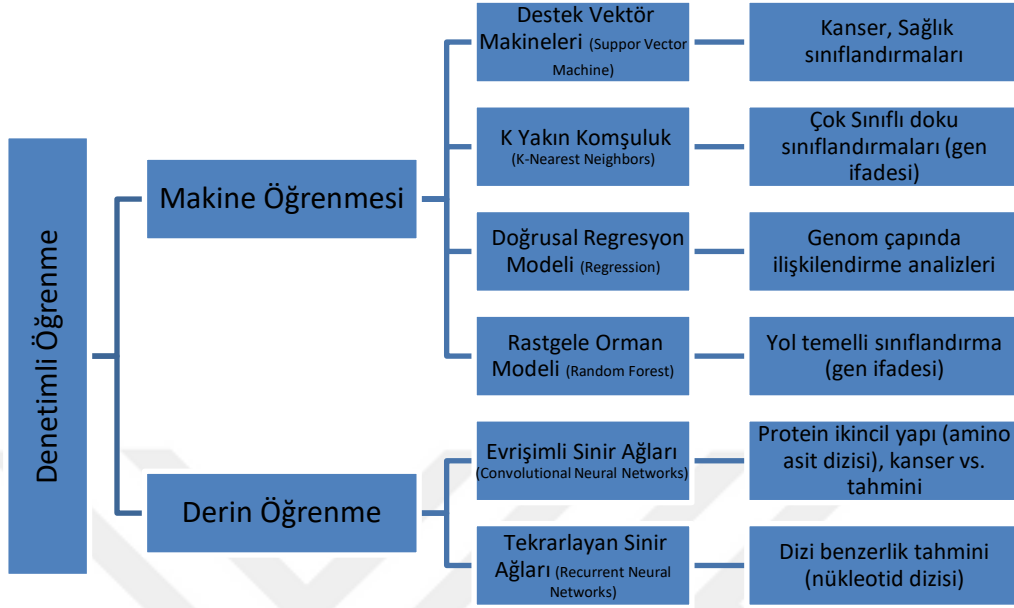 Denetimli Öğrenme
Makine Öğrenmesi
Destek Vektör
Makineleri (Suppor Vector
Machine)
Kanser, Sağlık
sınıflandırmaları
K Yakın Komşuluk
(K-Nearest Neighbors)
Çok Sınıflı doku
sınıflandırmaları (gen
ifadesi)
Doğrusal Regresyon
Modeli (Regression)
Genom çapında
ilişkilendirme analizleri
Rastgele Orman
Modeli (Random Forest)
Yol temelli sınıflandırma
(gen ifadesi)
Derin Öğrenme
Evrişimli Sinir Ağları
(Convolutional Neural Networks)
Protein ikincil yapı (amino
asit dizisi), kanser vs.
tahmini
Tekrarlayan Sinir
Ağları (Recurrent Neural
Networks)
Dizi benzerlik tahmini
(nükleotid dizisi)